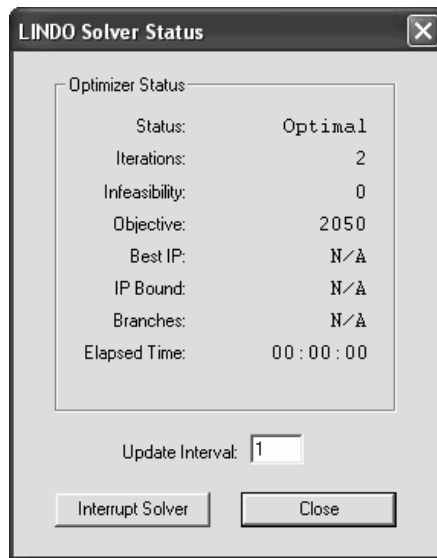 LINDO Solver Status
Optimizer Status
Status: Optimal
Iterations: 2
Infeasibility: 0
Objective: 2050
Best IP: N/A
IP Bound: N/A
Branches: N/A
Elapsed Time: 00:00:00
Update Interval: 1
Interrupt Solver Close